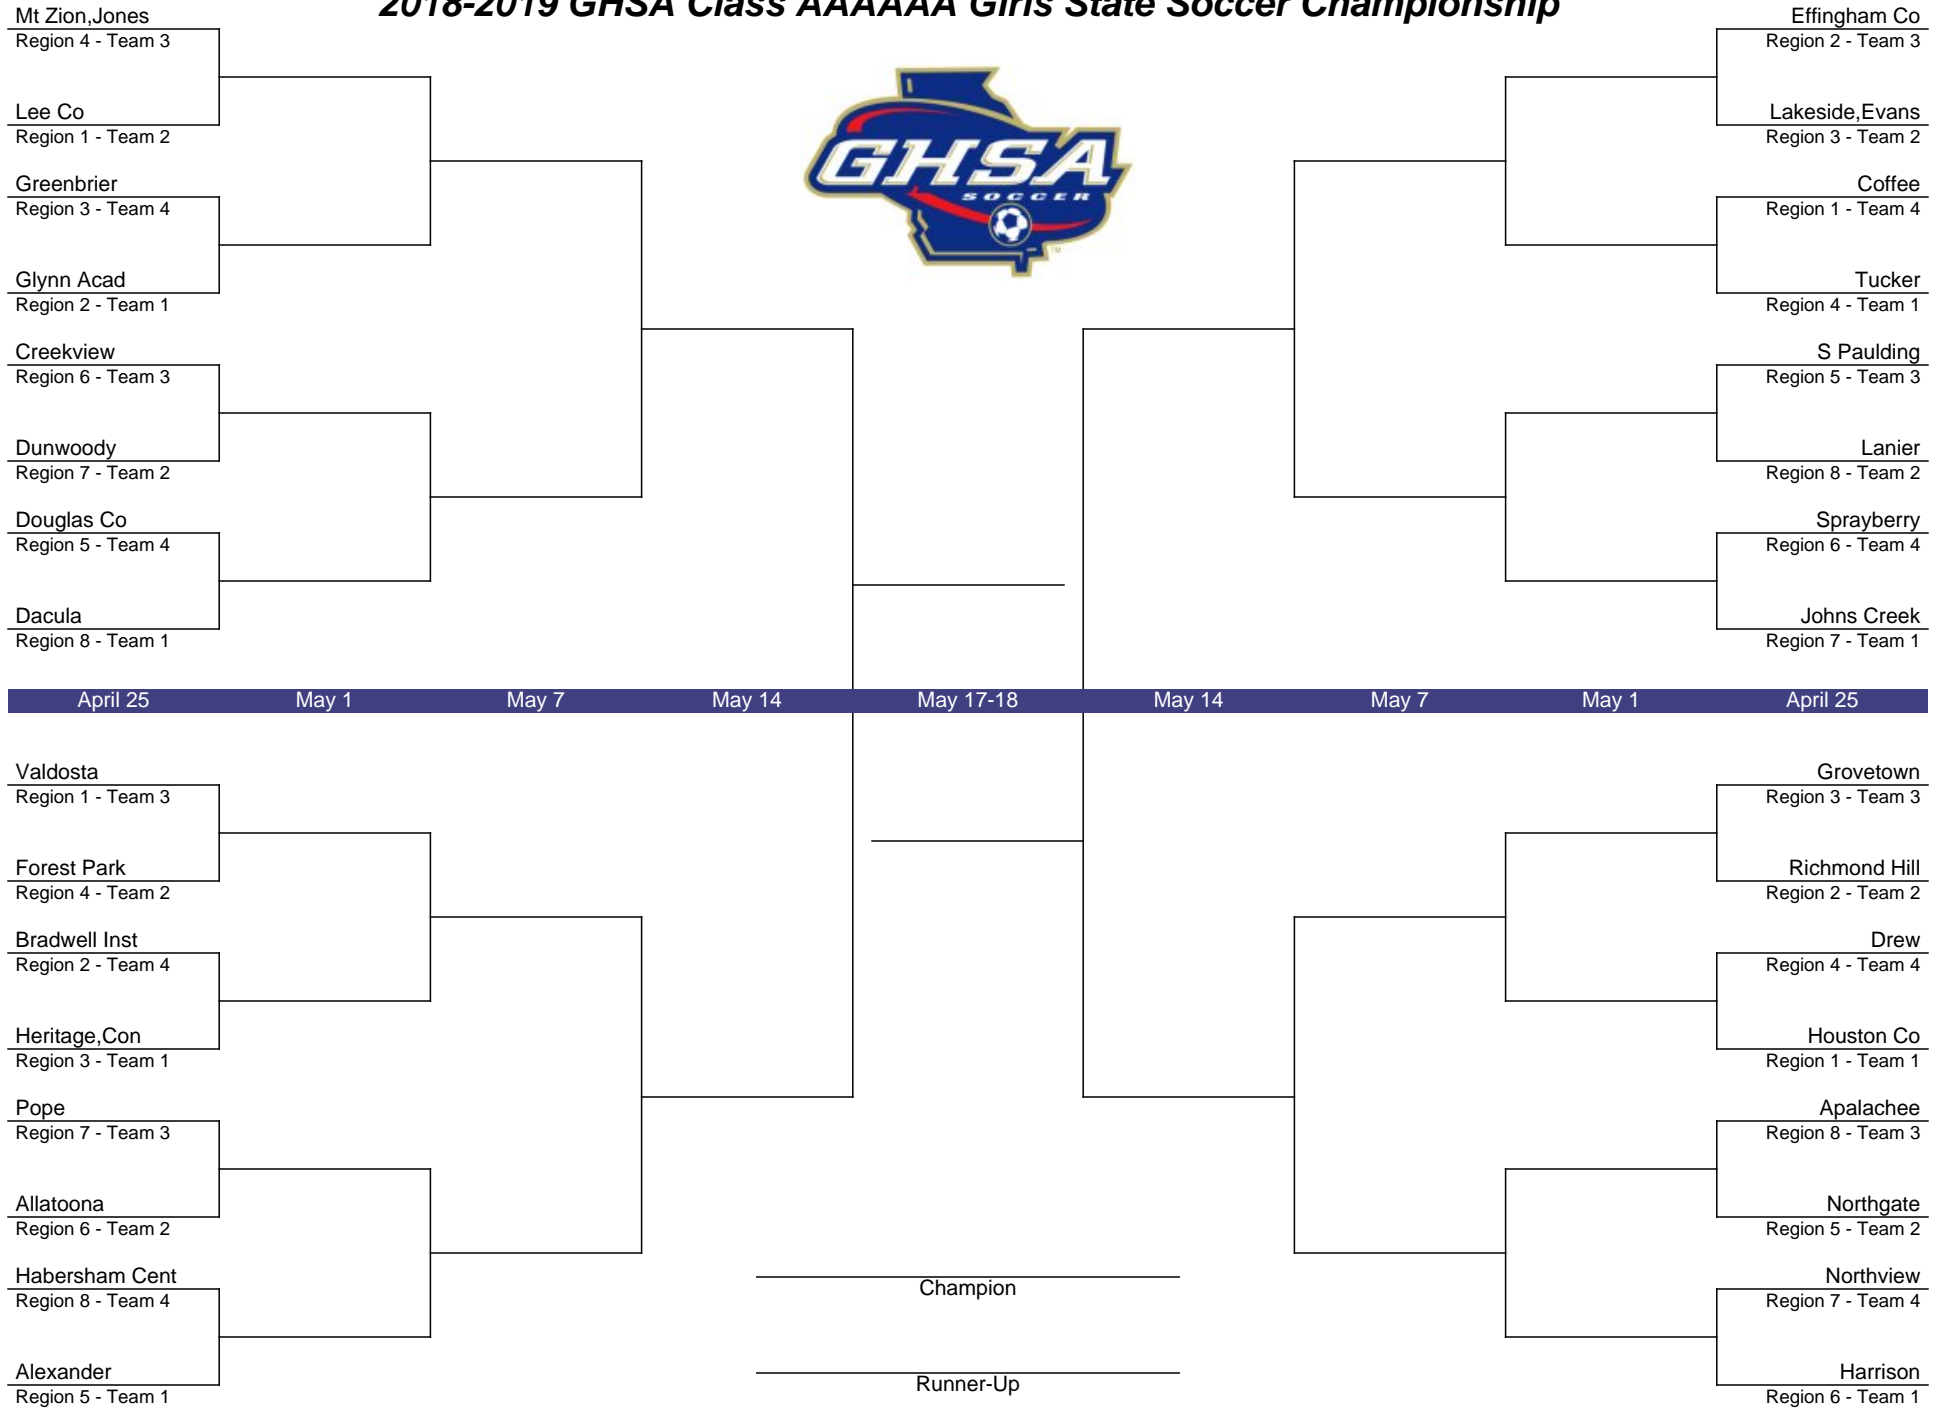 2018-2019 GHSA Class AAAAAA Girls State Soccer Championship
GHSA
SOCCER
TM
Mt Zion,Jones
Region 4 - Team 3
Lee Co
Region 1 - Team 2
Greenbrier
Region 3 - Team 4
Glynn Acad
Region 2 - Team 1
Creekview
Region 6 - Team 3
Dunwoody
Region 7 - Team 2
Douglas Co
Region 5 - Team 4
Dacula
Region 8 - Team 1
Effingham Co
Region 2 - Team 3
Lakeside,Evans
Region 3 - Team 2
Coffee
Region 1 - Team 4
Tucker
Region 4 - Team 1
S Paulding
Region 5 - Team 3
Lanier
Region 8 - Team 2
Sprayberry
Region 6 - Team 4
Johns Creek
Region 7 - Team 1
April 25 May 1 May 7 May 14 May 17-18 May 14 May 7 May 1 April 25
Valdosta
Region 1 - Team 3
Forest Park
Region 4 - Team 2
Bradwell Inst
Region 2 - Team 4
Heritage,Con
Region 3 - Team 1
Pope
Region 7 - Team 3
Allatoona
Region 6 - Team 2
Habersham Cent
Region 8 - Team 4
Alexander
Region 5 - Team 1
Champion
Runner-Up
Grovetown
Region 3 - Team 3
Richmond Hill
Region 2 - Team 2
Drew
Region 4 - Team 4
Houston Co
Region 1 - Team 1
Apalachee
Region 8 - Team 3
Northgate
Region 5 - Team 2
Northview
Region 7 - Team 4
Harrison
Region 6 - Team 1